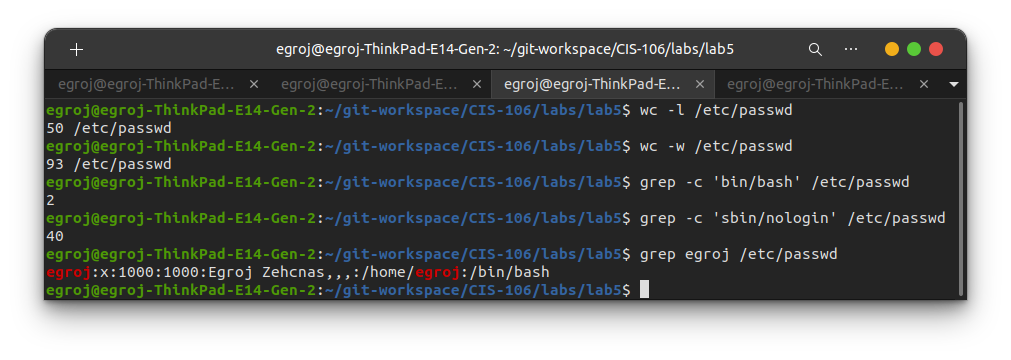 egroj@egroj-ThinkPad-E14-Gen-2: ~/git-workspace/CIS-106/labs/lab5
egroj@egroj-ThinkPad-E... egroj@egroj-ThinkPad-E... egroj@egroj-ThinkPad-E... egroj@egroj-ThinkPad-E...
egroj@egroj-ThinkPad-E14-Gen-2:~/git-workspace/CIS-106/labs/lab5$ wc -l /etc/passwd
50 /etc/passwd
egroj@egroj-ThinkPad-E14-Gen-2:~/git-workspace/CIS-106/labs/lab5$ wc -w /etc/passwd
93 /etc/passwd
egroj@egroj-ThinkPad-E14-Gen-2:~/git-workspace/CIS-106/labs/lab5$ grep -c 'bin/bash' /etc/passwd
2
egroj@egroj-ThinkPad-E14-Gen-2:~/git-workspace/CIS-106/labs/lab5$ grep -c 'sbin/nologin' /etc/passwd
40
egroj@egroj-ThinkPad-E14-Gen-2:~/git-workspace/CIS-106/labs/lab5$ grep egroj /etc/passwd
egroj:x:1000:1000:Egroj Zehcnas,,,:/home/egroj:/bin/bash
egroj@egroj-ThinkPad-E14-Gen-2:~/git-workspace/CIS-106/labs/lab5$